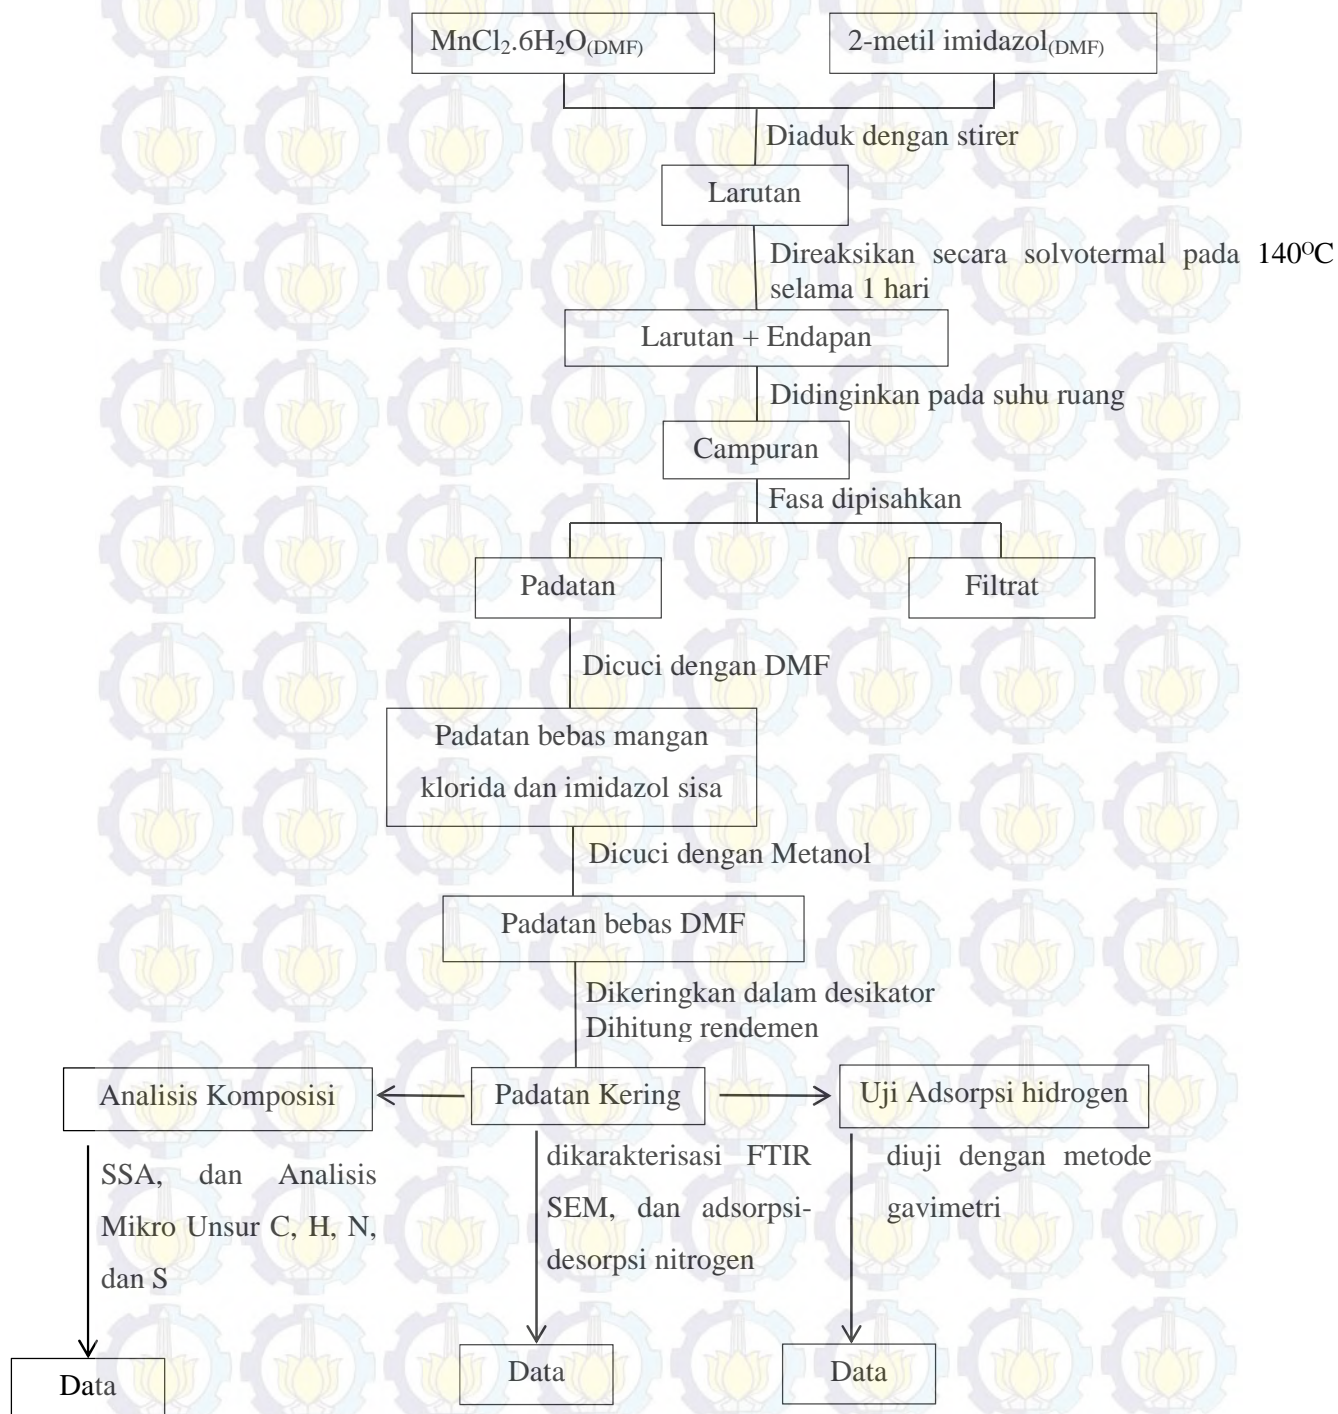 MnCl₂.6H₂O(DMF)
2-metil imidazol(DMF)
Diaduk dengan stirer
Larutan
Direaksikan secara solvotermal pada 140ᴼC
selama 1 hari
Larutan + Endapan
Didinginkan pada suhu ruang
Campuran
Fasa dipisahkan
Padatan
Filtrat
Dicuci dengan DMF
Padatan bebas mangan
klorida dan imidazol sisa
Dicuci dengan Metanol
Padatan bebas DMF
Dikeringkan dalam desikator
Dihitung rendemen
Analisis Komposisi
Padatan Kering
Uji Adsorpsi hidrogen
SSA, dan Analisis
Mikro Unsur C, H, N,
dan S
dikarakterisasi FTIR
SEM, dan adsorpsi-
desorpsi nitrogen
diuji dengan metode
gavimetri
Data
Data
Data